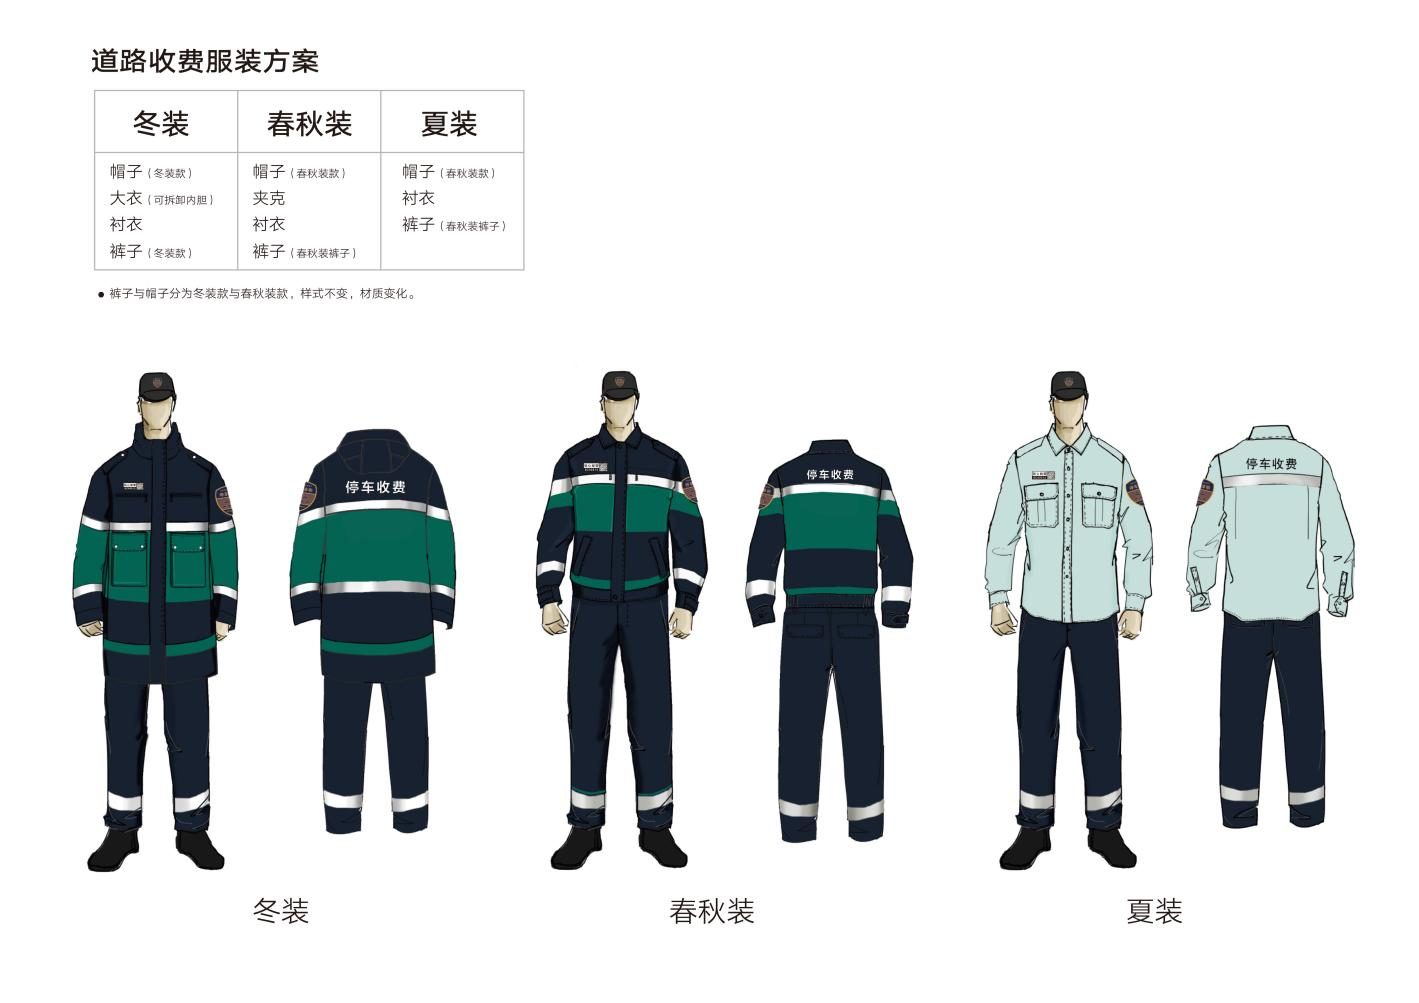 道路收费服装方案
冬装 春秋装 夏装
帽子（冬装款） 帽子（春秋装款） 帽子（春秋装款）
大衣（可拆卸内胆） 夹克 衬衣
衬衣 衬衣 裤子（春秋装裤子）
裤子（冬装款） 裤子（春秋装裤子）
● 裤子与帽子分为冬装款与春秋装款，样式不变，材质变化。
停车收费
停车收费
停车收费
冬装
春秋装
夏装